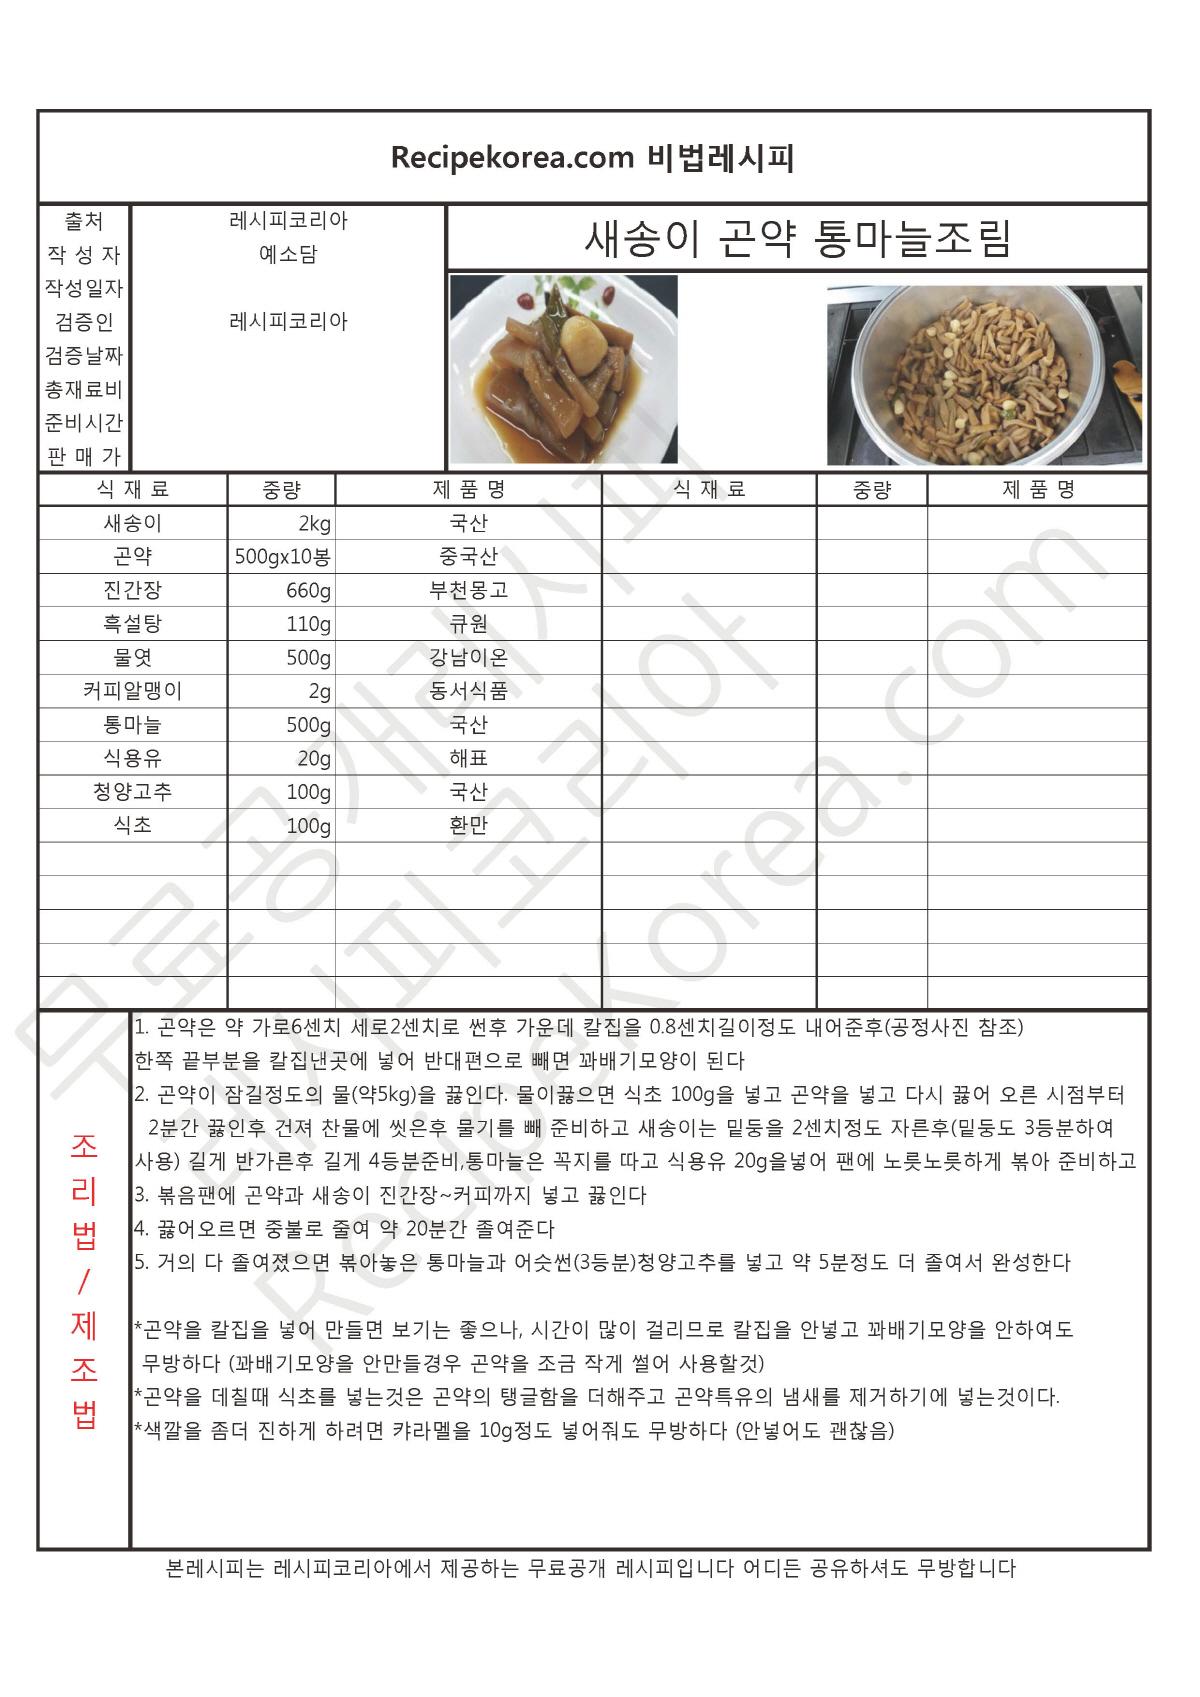 Recipekorea.com 비법레시피
출처 레시피코리아
새송이 곤약 통마늘조림
작 성 자 예소담
작성일자
검증인 레시피코리아
검증날짜
총재료비
준비시간
판 매 가
식 재 료 중량 제 품 명 식 재 료 중량 제 품 명
새송이 2kg 국산
곤약 500gx10봉 중국산
진간장 660g 부천몽고
흑설탕 110g 큐원
물엿 500g 강남이온
커피알맹이 2g 동서식품
통마늘 500g 국산
식용유 20g 해표
청양고추 100g 국산
식초 100g 환만
조리법/제조법
1. 곤약은 약 가로6센치 세로2센치로 썬후 가운데 칼집을 0.8센치길이정도 내어준후(공정사진 참조)
한쪽 끝부분을 칼집낸곳에 넣어 반대편으로 빼면 꽈배기모양이 된다
2. 곤약이 잠길정도의 물(약5kg)을 끓인다. 물이끓으면 식초 100g을 넣고 곤약을 넣고 다시 끓어 오른 시점부터
2분간 끓인후 건져 찬물에 씻은후 물기를 빼 준비하고 새송이는 밑둥을 2센치정도 자른후(밑둥도 3등분하여
사용) 길게 반가른후 길게 4등분준비,통마늘은 꼭지를 따고 식용유 20g을넣어 팬에 노릇노릇하게 볶아 준비하고
3. 볶음팬에 곤약과 새송이 진간장~커피까지 넣고 끓인다
4. 끓어오르면 중불로 줄여 약 20분간 졸여준다
5. 거의 다 졸여졌으면 볶아놓은 통마늘과 어슷썬(3등분)청양고추를 넣고 약 5분정도 더 졸여서 완성한다
*곤약을 칼집을 넣어 만들면 보기는 좋으나, 시간이 많이 걸리므로 칼집을 안넣고 꽈배기모양을 안하여도
무방하다 (꽈배기모양을 안만들경우 곤약을 조금 작게 썰어 사용할것)
*곤약을 데칠때 식초를 넣는것은 곤약의 탱글함을 더해주고 곤약특유의 냄새를 제거하기에 넣는것이다.
*색깔을 좀더 진하게 하려면 캬라멜을 10g정도 넣어줘도 무방하다 (안넣어도 괜찮음)
본레시피는 레시피코리아에서 제공하는 무료공개 레시피입니다 어디든 공유하셔도 무방합니다
무료공개레시피
레시피코리아
Recipekorea.com